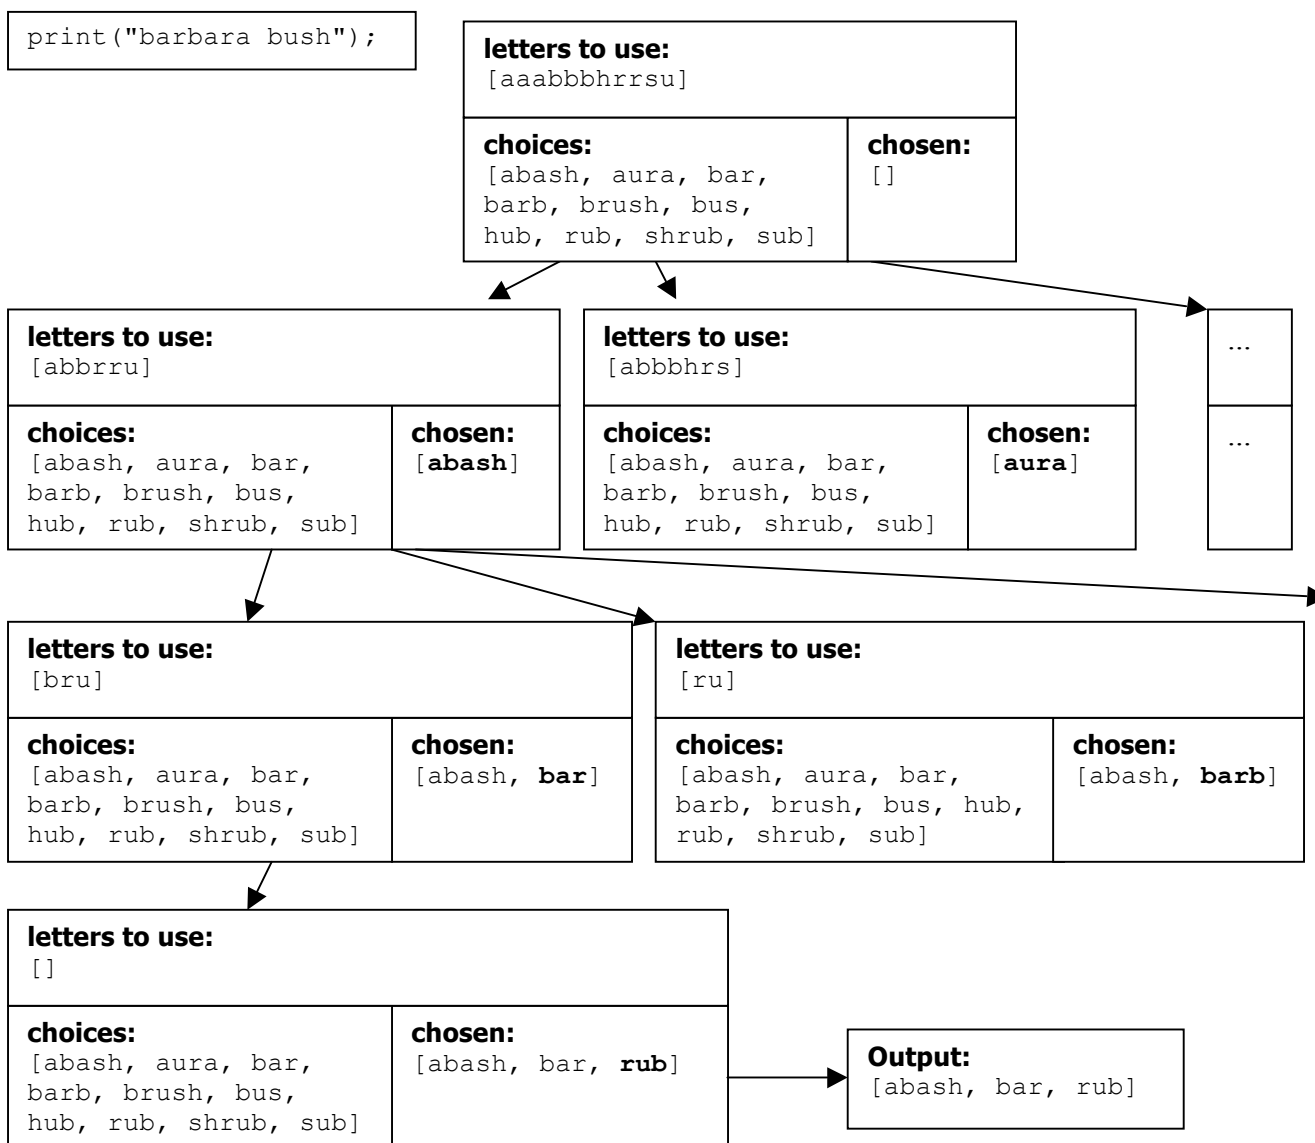 print("barbara bush");
letters to use:
[aaabbbhrrsu]
choices:
[abash, aura, bar,
barb, brush, bus,
hub, rub, shrub, sub]
chosen:
[]
letters to use:
[abbrru]
choices:
[abash, aura, bar,
barb, brush, bus,
hub, rub, shrub, sub]
chosen:
[abash]
letters to use:
[abbbhrs]
choices:
[abash, aura, bar,
barb, brush, bus,
hub, rub, shrub, sub]
chosen:
[aura]
...
...
letters to use:
[bru]
choices:
[abash, aura, bar,
barb, brush, bus,
hub, rub, shrub, sub]
chosen:
[abash, bar]
letters to use:
[ru]
choices:
[abash, aura, bar,
barb, brush, bus, hub,
rub, shrub, sub]
chosen:
[abash, barb]
letters to use:
[]
choices:
[abash, aura, bar,
barb, brush, bus,
hub, rub, shrub, sub]
chosen:
[abash, bar, rub]
Output:
[abash, bar, rub]